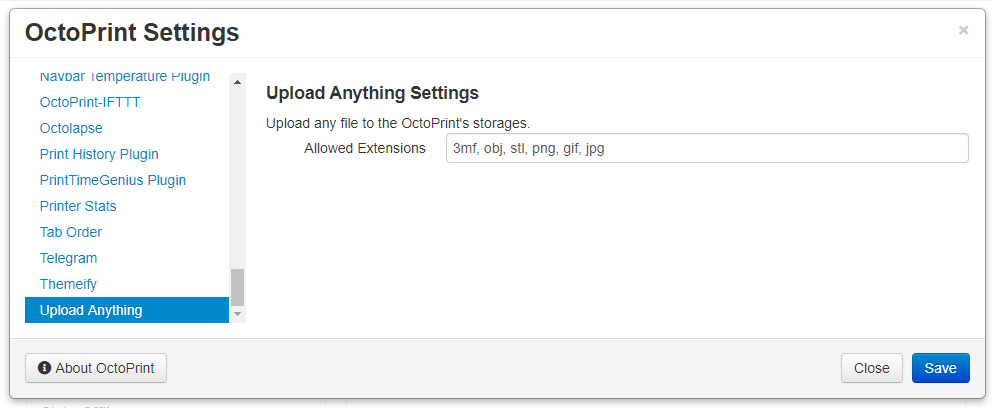 OctoPrint Settings
×
Navbar Temperature Plugin
OctoPrint-IFTTT
Octolapse
Print History Plugin
PrintTimeGenius Plugin
Printer Stats
Tab Order
Telegram
Themeify
Upload Anything
Upload Anything Settings
Upload any file to the OctoPrint's storages.
Allowed Extensions 3mf, obj, stl, png, gif, jpg
About OctoPrint
Close Save